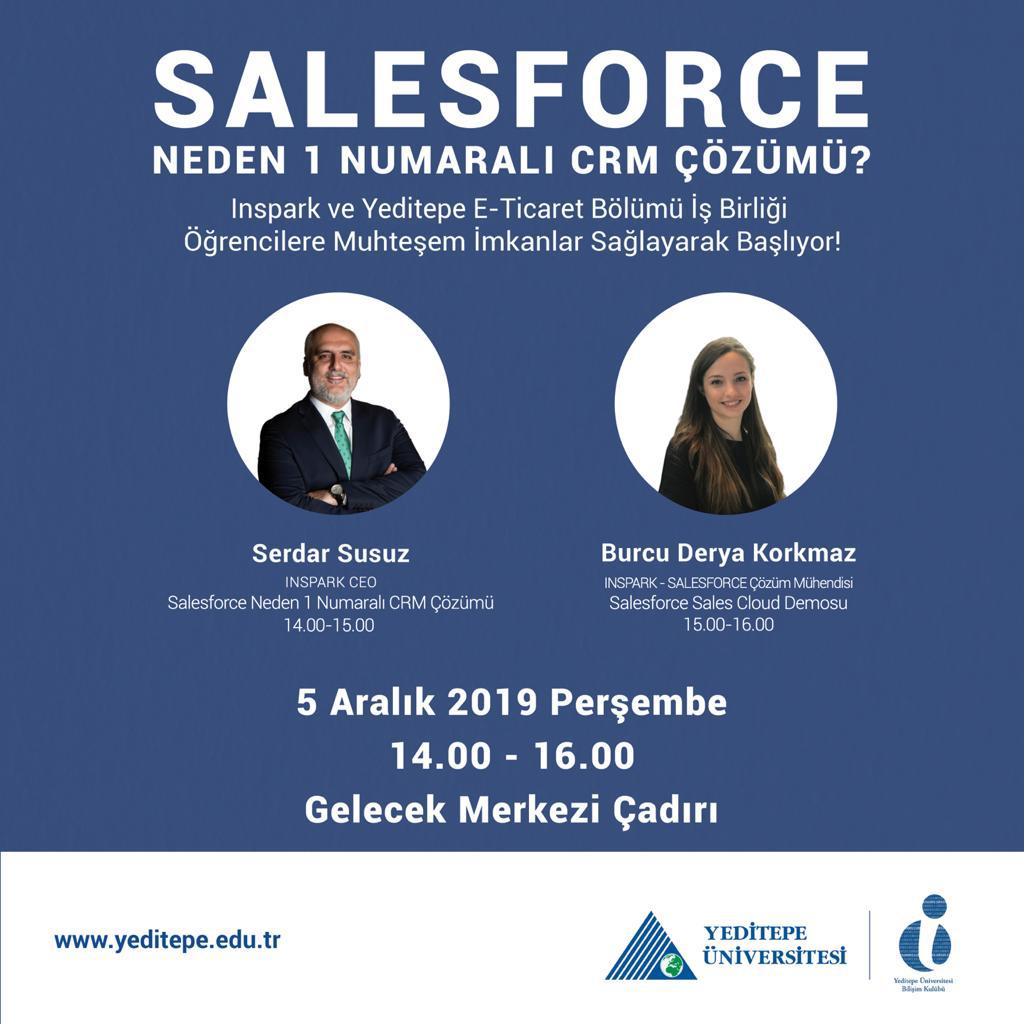 SALESFORCE
NEDEN 1 NUMARALI CRM ÇÖZÜMÜ?
Inspark ve Yeditepe E-Ticaret Bölümü İş Birliği
Öğrencilere Muhteşem İmkanlar Sağlayarak Başlıyor!
Serdar Susuz
INSPARK CEO
Salesforce Neden 1 Numaralı CRM Çözümü
14.00-15.00
Burcu Derya Korkmaz
INSPARK - SALESFORCE Çözüm Mühendisi
Salesforce Sales Cloud Demosu
15.00-16.00
5 Aralık 2019 Perşembe
14.00 - 16.00
Gelecek Merkezi Çadırı
www.yeditepe.edu.tr
YEDİTEPE
ÜNİVERSİTESİ
Yeditepe Üniversitesi
Bilişim Kulübü